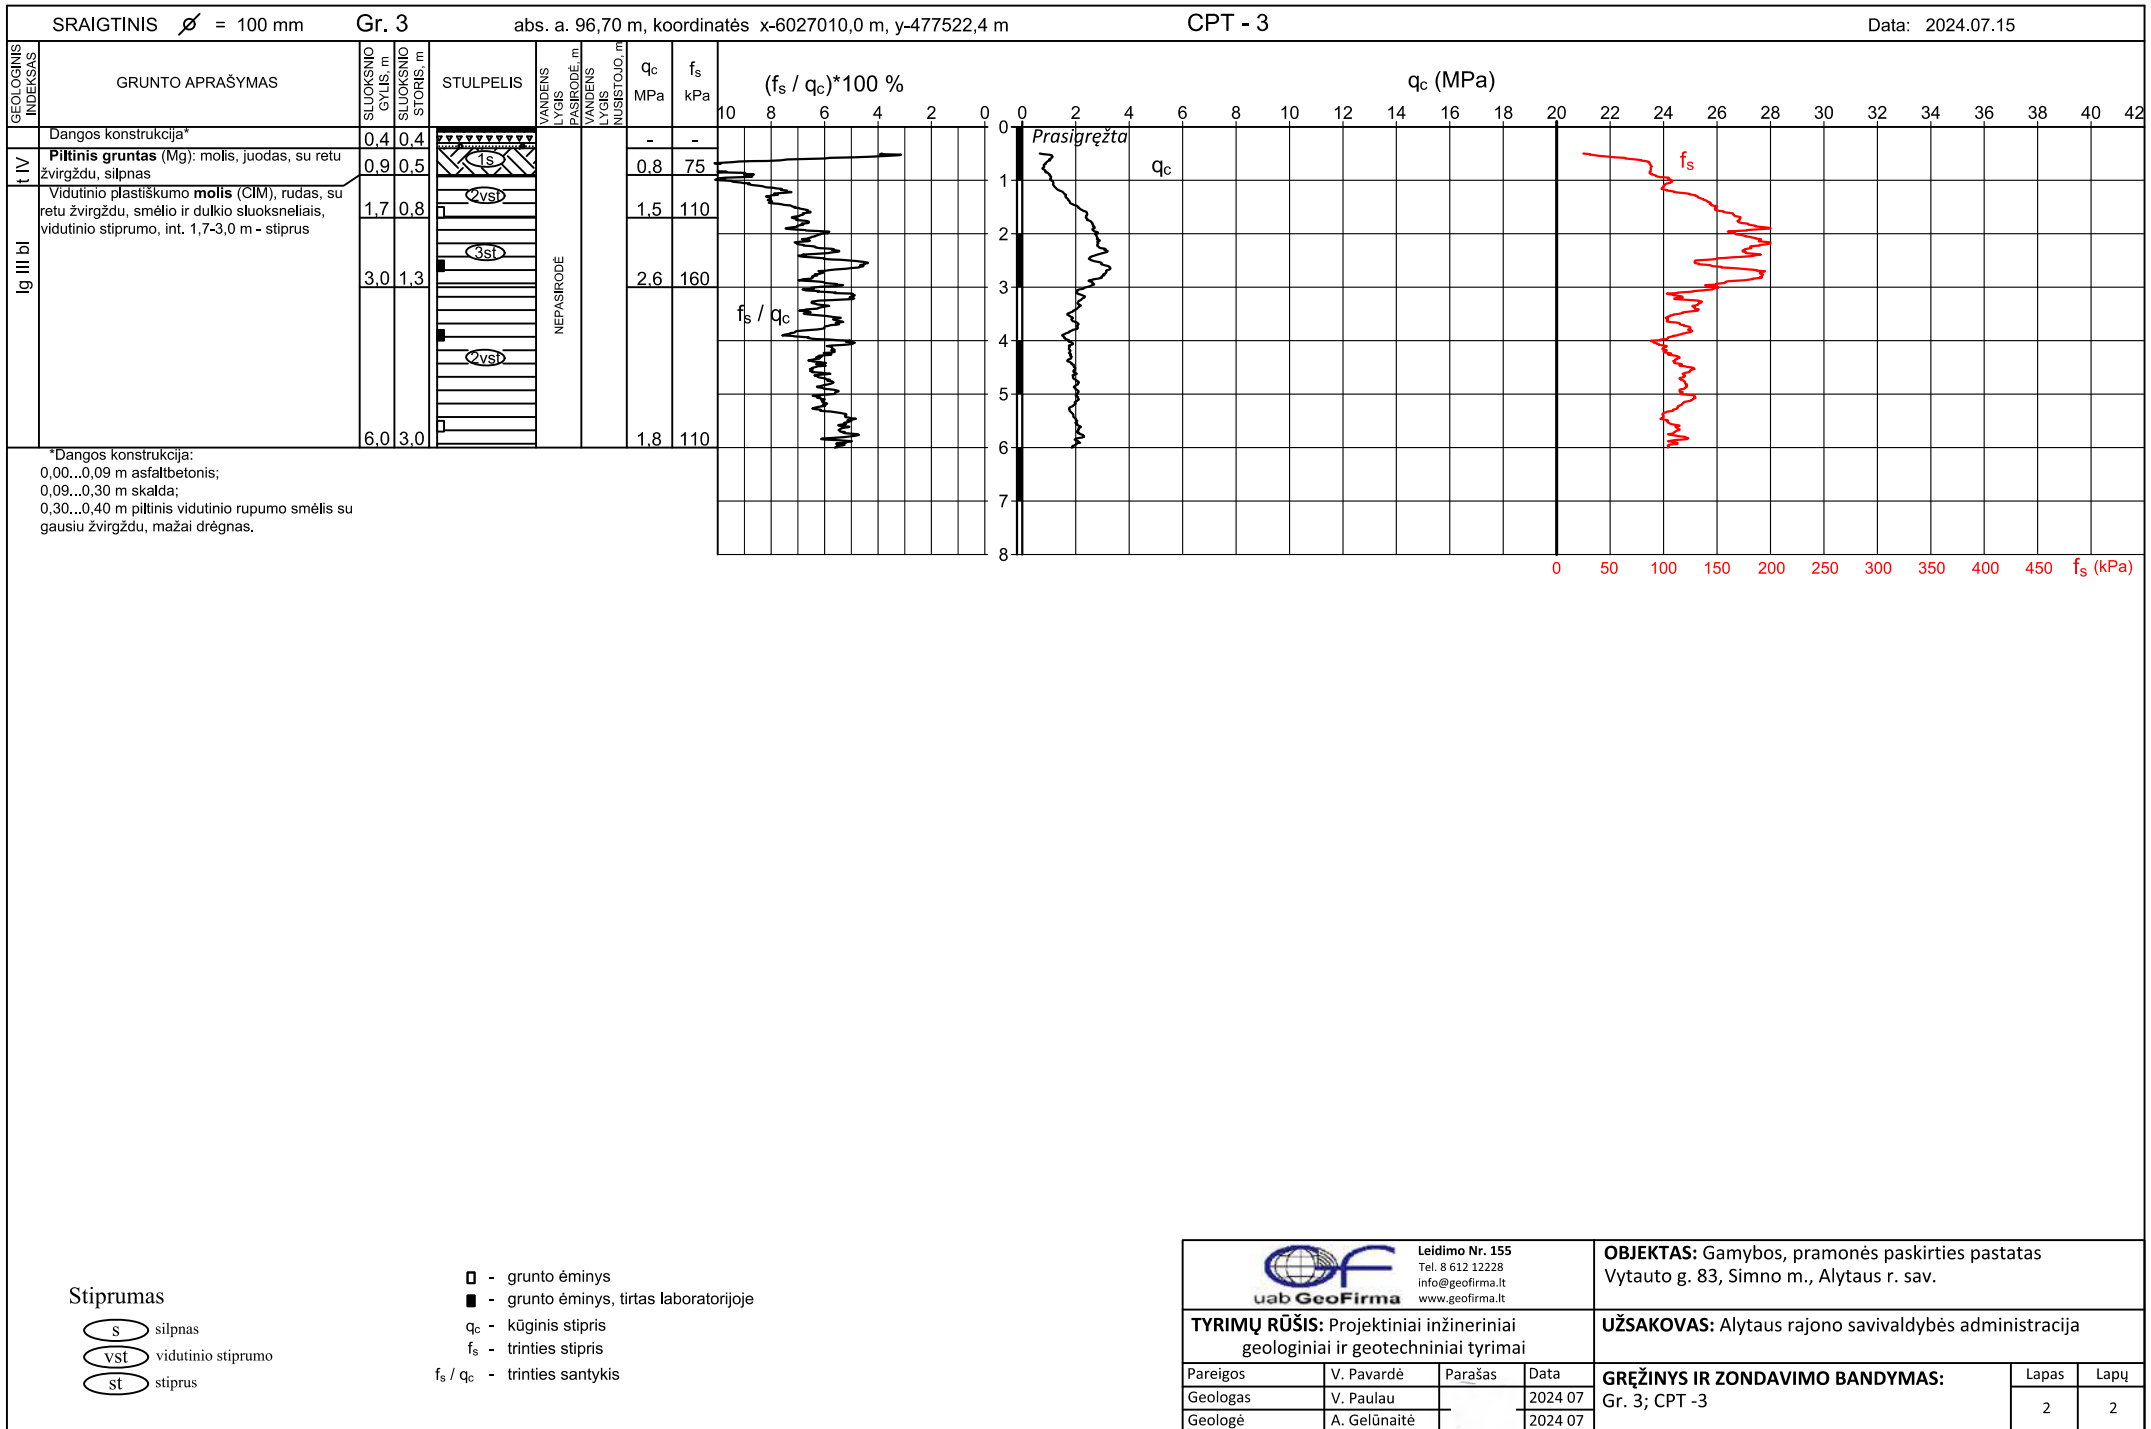 SRAIGTINIS ⌀ = 100 mm Gr. 3 abs. a. 96,70 m, koordinatės x-6027010,0 m, y-477522,4 m CPT - 3 Data: 2024.07.15
GEOLOGINIS INDEKSAS
GRUNTO APRAŠYMAS
SLUOKSNIO GYLIS, m
SLUOKSNIO STORIS, m
STULPELIS
VANDENS LYGIS PASIRODĖ, m
VANDENS LYGIS NUSISTOJO, m
qc MPa
fs kPa
(fs / qc)*100 %
qc (MPa)
10 8 6 4 2 0
0 2 4 6 8 10 12 14 16 18 20 22 24 24 26 28 30 32 34 36 38 40 42
Dangos konstrukcija* 0,4 0,4 - -
t IV
Piltinis gruntas (Mg): molis, juodas, su retu
žvirgždu, silpnas 0,9 0,5 1s 0,8 75
lg III bl
Vidutinio plastiškumo molis (CIM), rudas, su
retu žvirgždu, smėlio ir dulkio sluoksneliais,
vidutinio stiprumo, int. 1,7-3,0 m - stiprus
1,7 0,8 2vst 1,5 110
3,0 1,3 3st 2,6 160
6,0 3,0 2vst 1,8 110
NEPASIRODĖ
fs / qc
0
1
2
3
4
5
6
7
8
Prasigręžta
qc
fs
0 50 100 150 200 250 300 350 400 450 fs (kPa)
*Dangos konstrukcija:
0,00...0,09 m asfaltbetonis;
0,09...0,30 m skalda;
0,30...0,40 m piltinis vidutinio rupumo smėlis su
gausiu žvirgždu, mažai drėgnas.
Stiprumas
s silpnas
vst vidutinio stiprumo
st stiprus
- grunto ėminys
- grunto ėminys, tirtas laboratorijoje
qc - kūginis stipris
fs - trinties stipris
fs / qc - trinties santykis
uab GeoFirma
Leidimo Nr. 155
Tel. 8 612 12228
info@geofirma.lt
www.geofirma.lt
OBJEKTAS: Gamybos, pramonės paskirties pastatas
Vytauto g. 83, Simno m., Alytaus r. sav.
TYRIMŲ RŪŠIS: Projektiniai inžineriniai
geologiniai ir geotechniniai tyrimai
UŽSAKOVAS: Alytaus rajono savivaldybės administracija
Pareigos V. Pavardė Parašas Data
Geologas V. Paulau 2024 07
Geologė A. Gelūnaitė 2024 07
GRĘŽINYS IR ZONDAVIMO BANDYMAS:
Gr. 3; CPT -3
Lapas Lapų
2 2